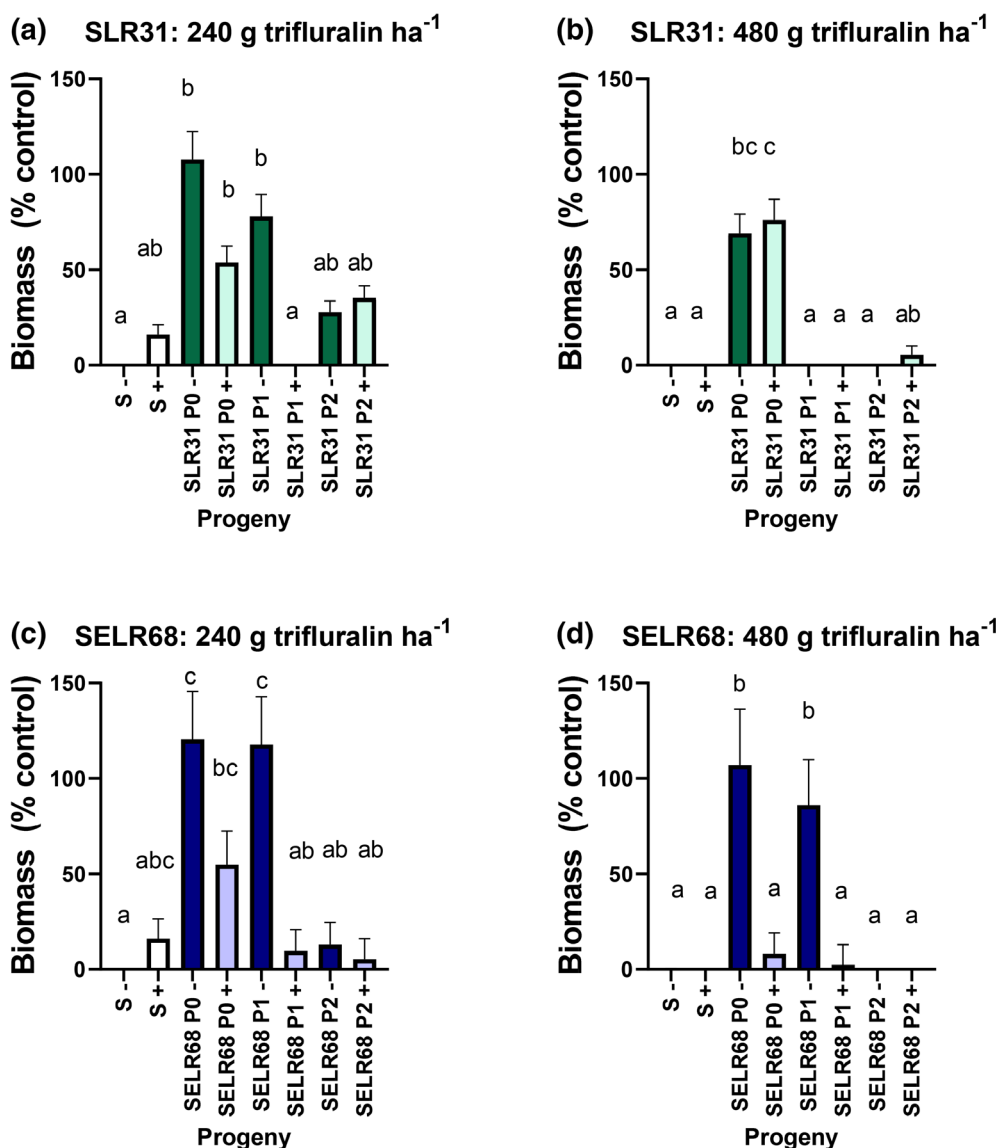 (a) SLR31: 240 g trifluralin ha-1
Biomass (% control)
150
100
50
0
a
ab
b
b
b
a
ab
ab
S -
S +
SLR31 P0 -
SLR31 P0 +
SLR31 P1 -
SLR31 P1 +
SLR31 P2 -
SLR31 P2 +
Progeny
(b) SLR31: 480 g trifluralin ha-1
Biomass (% control)
150
100
50
0
a
a
bc
c
a
a
a
ab
S -
S +
SLR31 P0 -
SLR31 P0 +
SLR31 P1 -
SLR31 P1 +
SLR31 P2 -
SLR31 P2 +
Progeny
(c) SELR68: 240 g trifluralin ha-1
Biomass (% control)
150
100
50
0
a
abc
c
bc
c
ab
ab
ab
S -
S +
SELR68 P0 -
SELR68 P0 +
SELR68 P1 -
SELR68 P1 +
SELR68 P2 -
SELR68 P2 +
Progeny
(d) SELR68: 480 g trifluralin ha-1
Biomass (% control)
150
100
50
0
a
a
b
a
b
a
a
a
S -
S +
SELR68 P0 -
SELR68 P0 +
SELR68 P1 -
SELR68 P1 +
SELR68 P2 -
SELR68 P2 +
Progeny